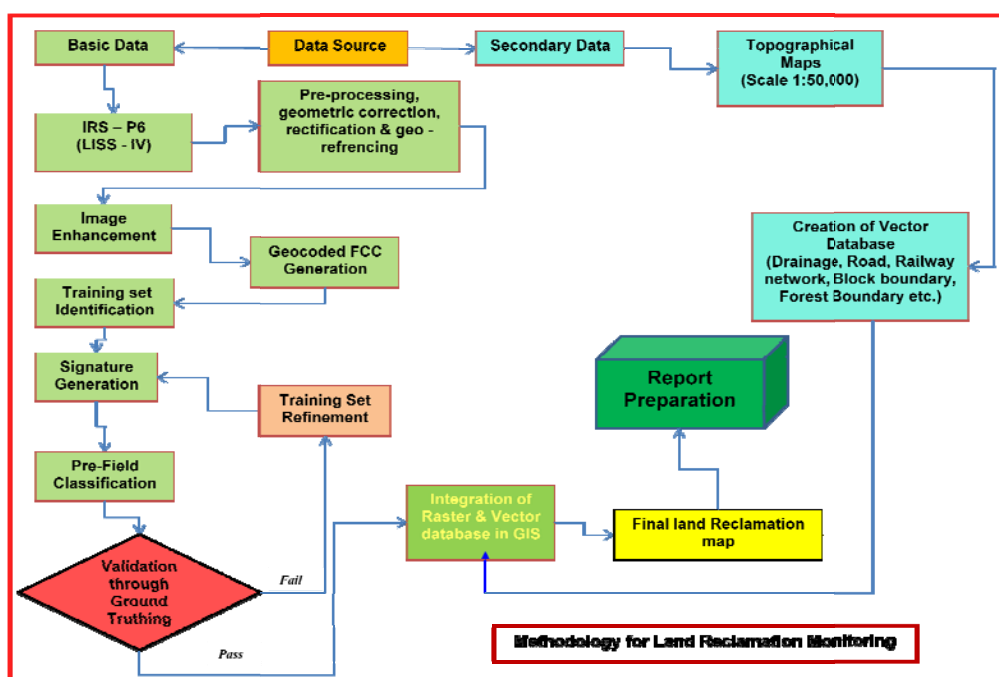 Basic Data
Data Source
Secondary Data
Topographical
Maps
(Scale 1:50,000)
IRS – P6
(LISS - IV)
Pre-processing,
geometric correction,
rectification & geo -
refrencing
Image
Enhancement
Geocoded FCC
Generation
Creation of Vector
Database
(Drainage, Road, Railway
network, Block boundary,
Forest Boundary etc.)
Training set
Identification
Signature
Generation
Training Set
Refinement
Report
Preparation
Pre-Field
Classification
Integration of
Raster & Vector
database in GIS
Final land Reclamation
map
Validation
through
Ground
Truthing
Fail
Pass
Methodology for Land Reclamation Monitoring